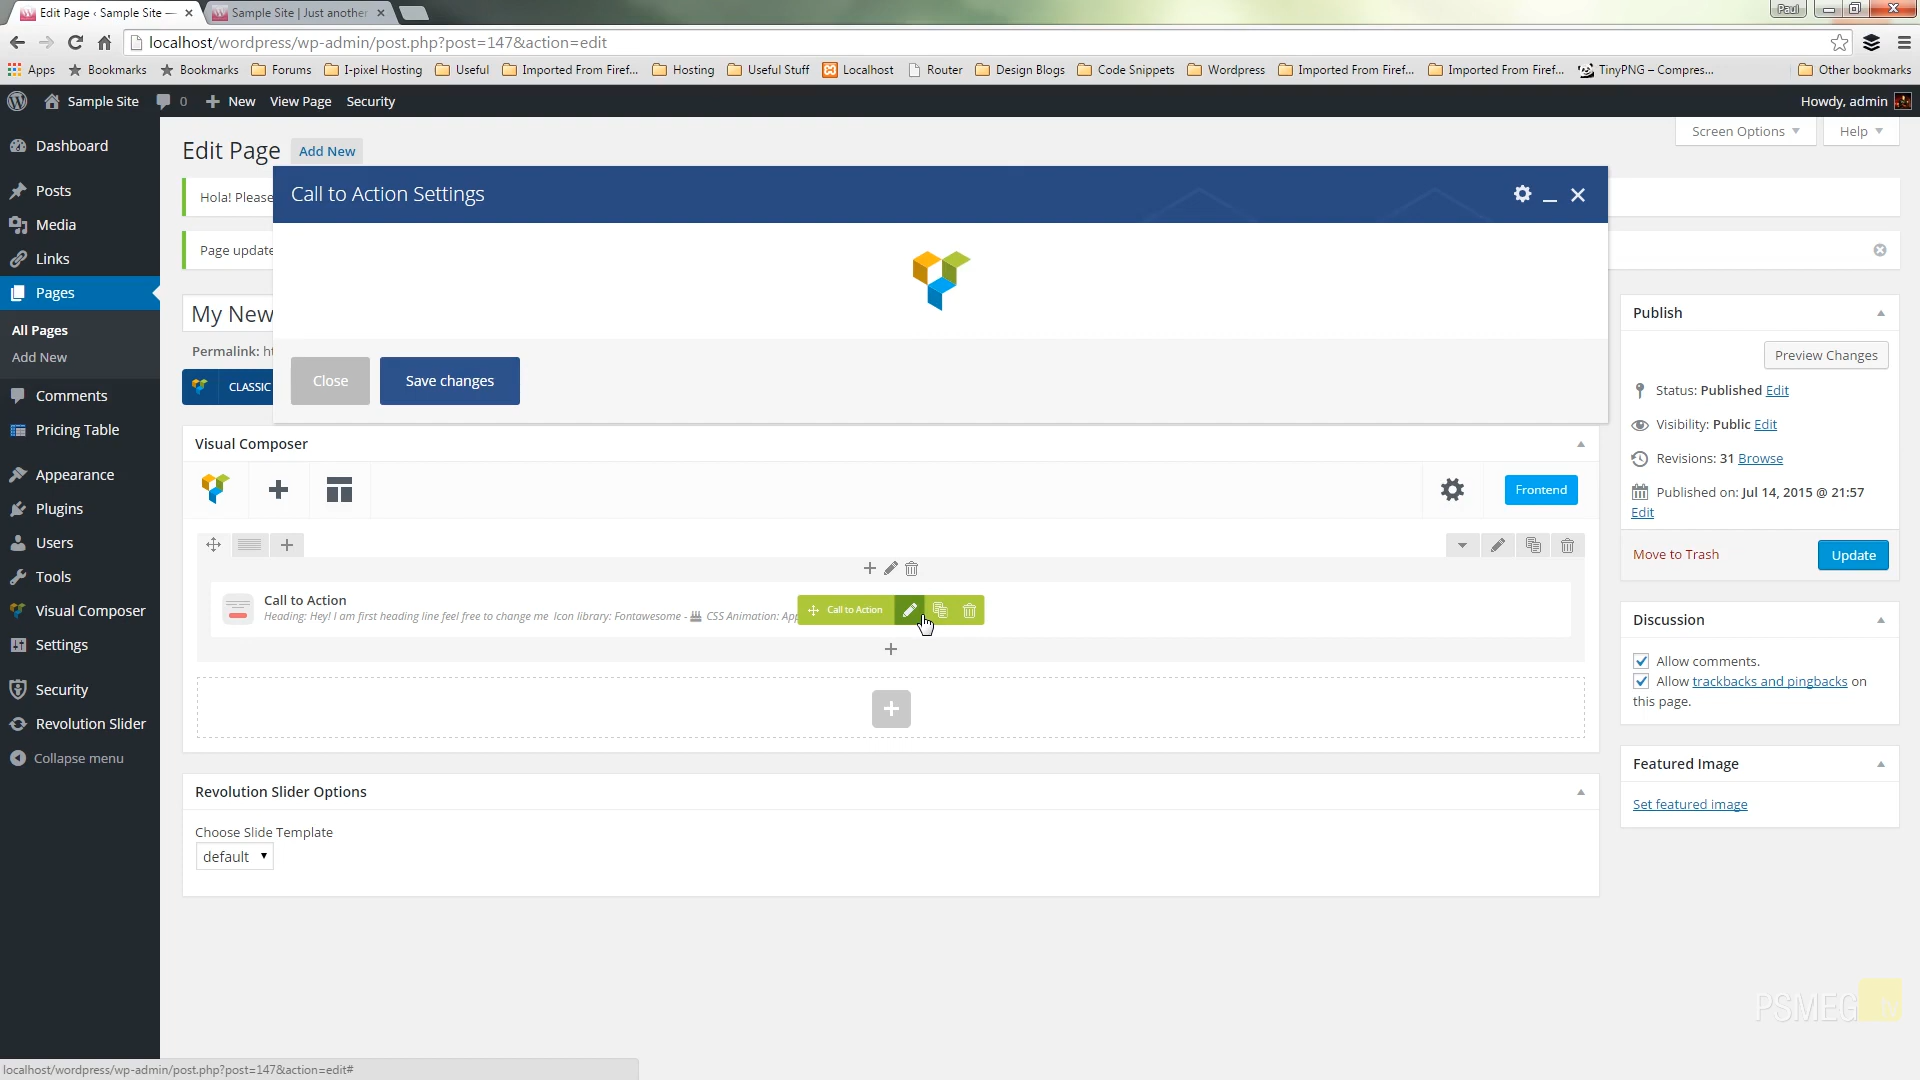 Edit Page ‹ Sample Site —
Sample Site | Just another
Paul
localhost/wordpress/wp-admin/post.php?post=147&action=edit
Apps
Bookmarks
Bookmarks
Forums
I-pixel Hosting
Useful
Imported From Firef...
Hosting
Useful Stuff
Localhost
Router
Design Blogs
Code Snippets
Wordpress
Imported From Firef...
Imported From Firef...
TinyPNG – Compres...
Other bookmarks
Sample Site
0
New
View Page
Security
Howdy, admin
Screen Options
Help
Dashboard
Posts
Media
Links
Pages
All Pages
Add New
Comments
Pricing Table
Appearance
Plugins
Users
Tools
Visual Composer
Settings
Security
Revolution Slider
Collapse menu
Edit Page
Add New
Hola! Please
Page update
My New
Permalink: ht
CLASSIC
Call to Action Settings
Close
Save changes
Visual Composer
Frontend
Call to Action
Heading: Hey! I am first heading line feel free to change me Icon library: Fontawesome - CSS Animation: App
Call to Action
Revolution Slider Options
Choose Slide Template
default
Publish
Preview Changes
Status: Published Edit
Visibility: Public Edit
Revisions: 31 Browse
Published on: Jul 14, 2015 @ 21:57
Edit
Move to Trash
Update
Discussion
Allow comments.
Allow trackbacks and pingbacks on
this page.
Featured Image
Set featured image
PSMEG tv
localhost/wordpress/wp-admin/post.php?post=147&action=edit#